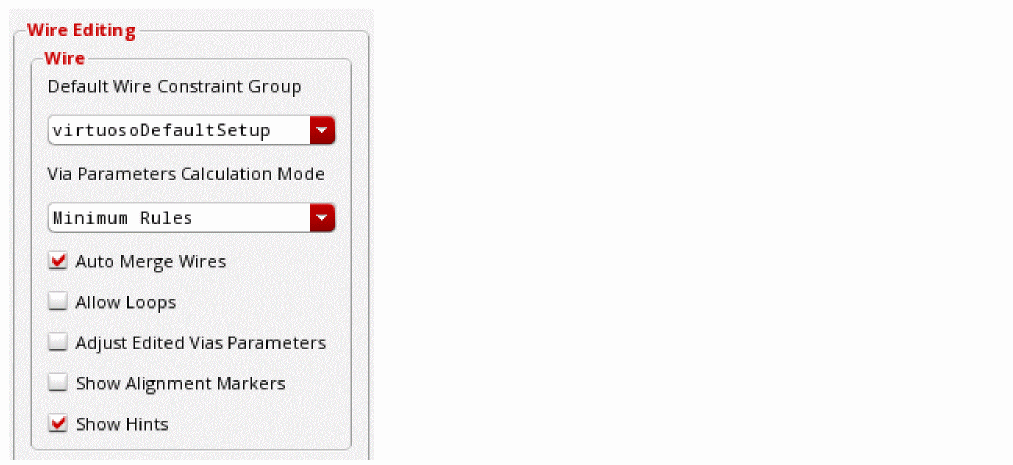 Wire Editing
Wire
Default Wire Constraint Group
virtuosoDefaultSetup
Via Parameters Calculation Mode
Minimum Rules
Auto Merge Wires
Allow Loops
Adjust Edited Vias Parameters
Show Alignment Markers
Show Hints